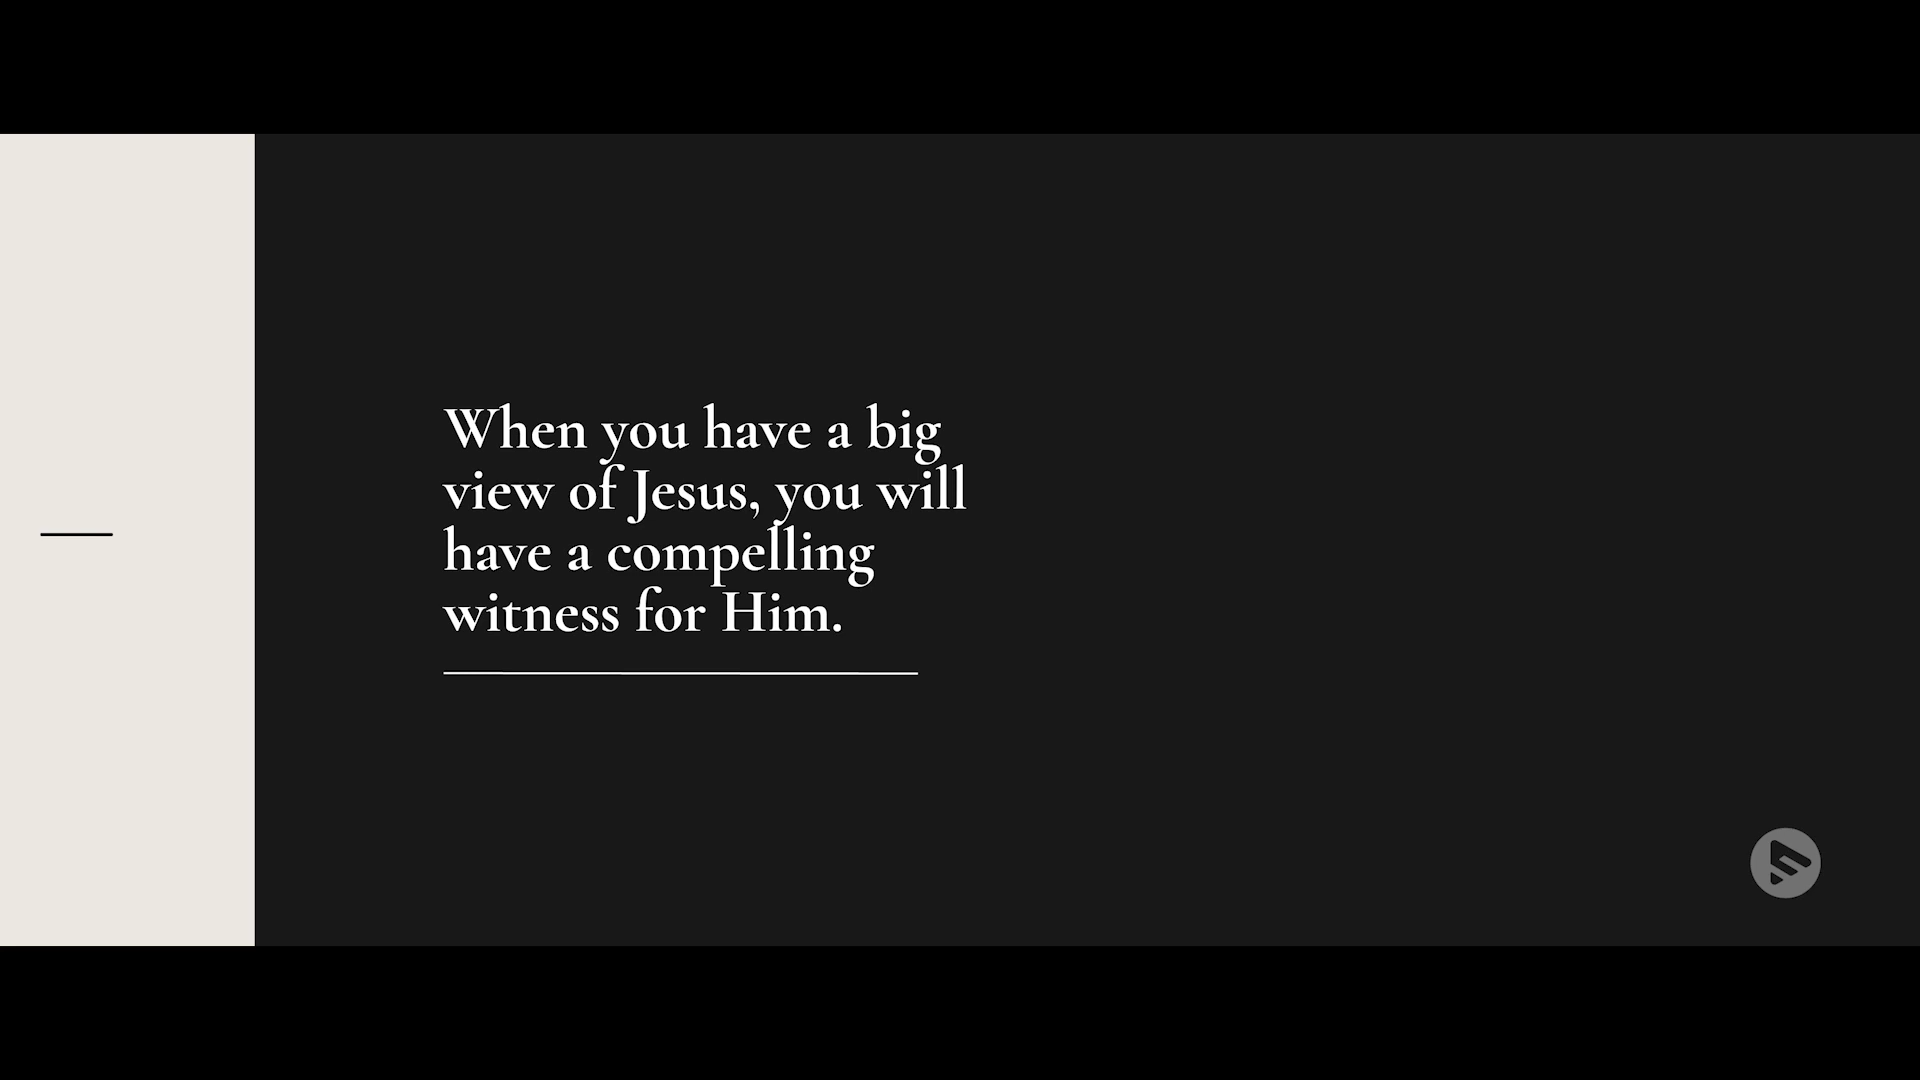 When you have a big
view of Jesus, you will
have a compelling
witness for Him.